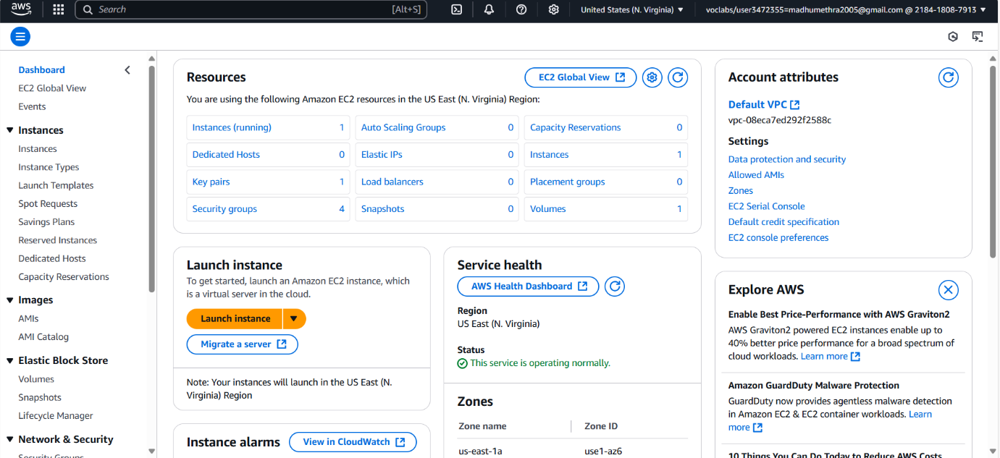 aws
Search
[Alt+S]
United States (N. Virginia)
voclabs/user3472355=madhumethra2005@gmail.com @ 2184-1808-7913
Dashboard
EC2 Global View
Events
Instances
Instances
Instance Types
Launch Templates
Spot Requests
Savings Plans
Reserved Instances
Dedicated Hosts
Capacity Reservations
Images
AMIs
AMI Catalog
Elastic Block Store
Volumes
Snapshots
Lifecycle Manager
Network & Security
Security Groups
Resources
EC2 Global View
You are using the following Amazon EC2 resources in the US East (N. Virginia) Region:
Instances (running) 1
Auto Scaling Groups 0
Capacity Reservations 0
Dedicated Hosts 0
Elastic IPs 0
Instances 1
Key pairs 1
Load balancers 0
Placement groups 0
Security groups 4
Snapshots 0
Volumes 1
Launch instance
To get started, launch an Amazon EC2 instance, which
is a virtual server in the cloud.
Launch instance
Migrate a server
Note: Your instances will launch in the US East (N.
Virginia) Region
Instance alarms
View in CloudWatch
Service health
AWS Health Dashboard
Region
US East (N. Virginia)
Status
This service is operating normally.
Zones
Zone name
Zone ID
us-east-1a
use1-az6
Account attributes
Default VPC
vpc-08eca7ed292f2588c
Settings
Data protection and security
Allowed AMIs
Zones
EC2 Serial Console
Default credit specification
EC2 console preferences
Explore AWS
Enable Best Price-Performance with AWS Graviton2
AWS Graviton2 powered EC2 instances enable up to
40% better price performance for a broad spectrum of
cloud workloads. Learn more
Amazon GuardDuty Malware Protection
GuardDuty now provides agentless malware detection
in Amazon EC2 & EC2 container workloads. Learn
more
10 Things You Can Do Today to Reduce AWS Costs